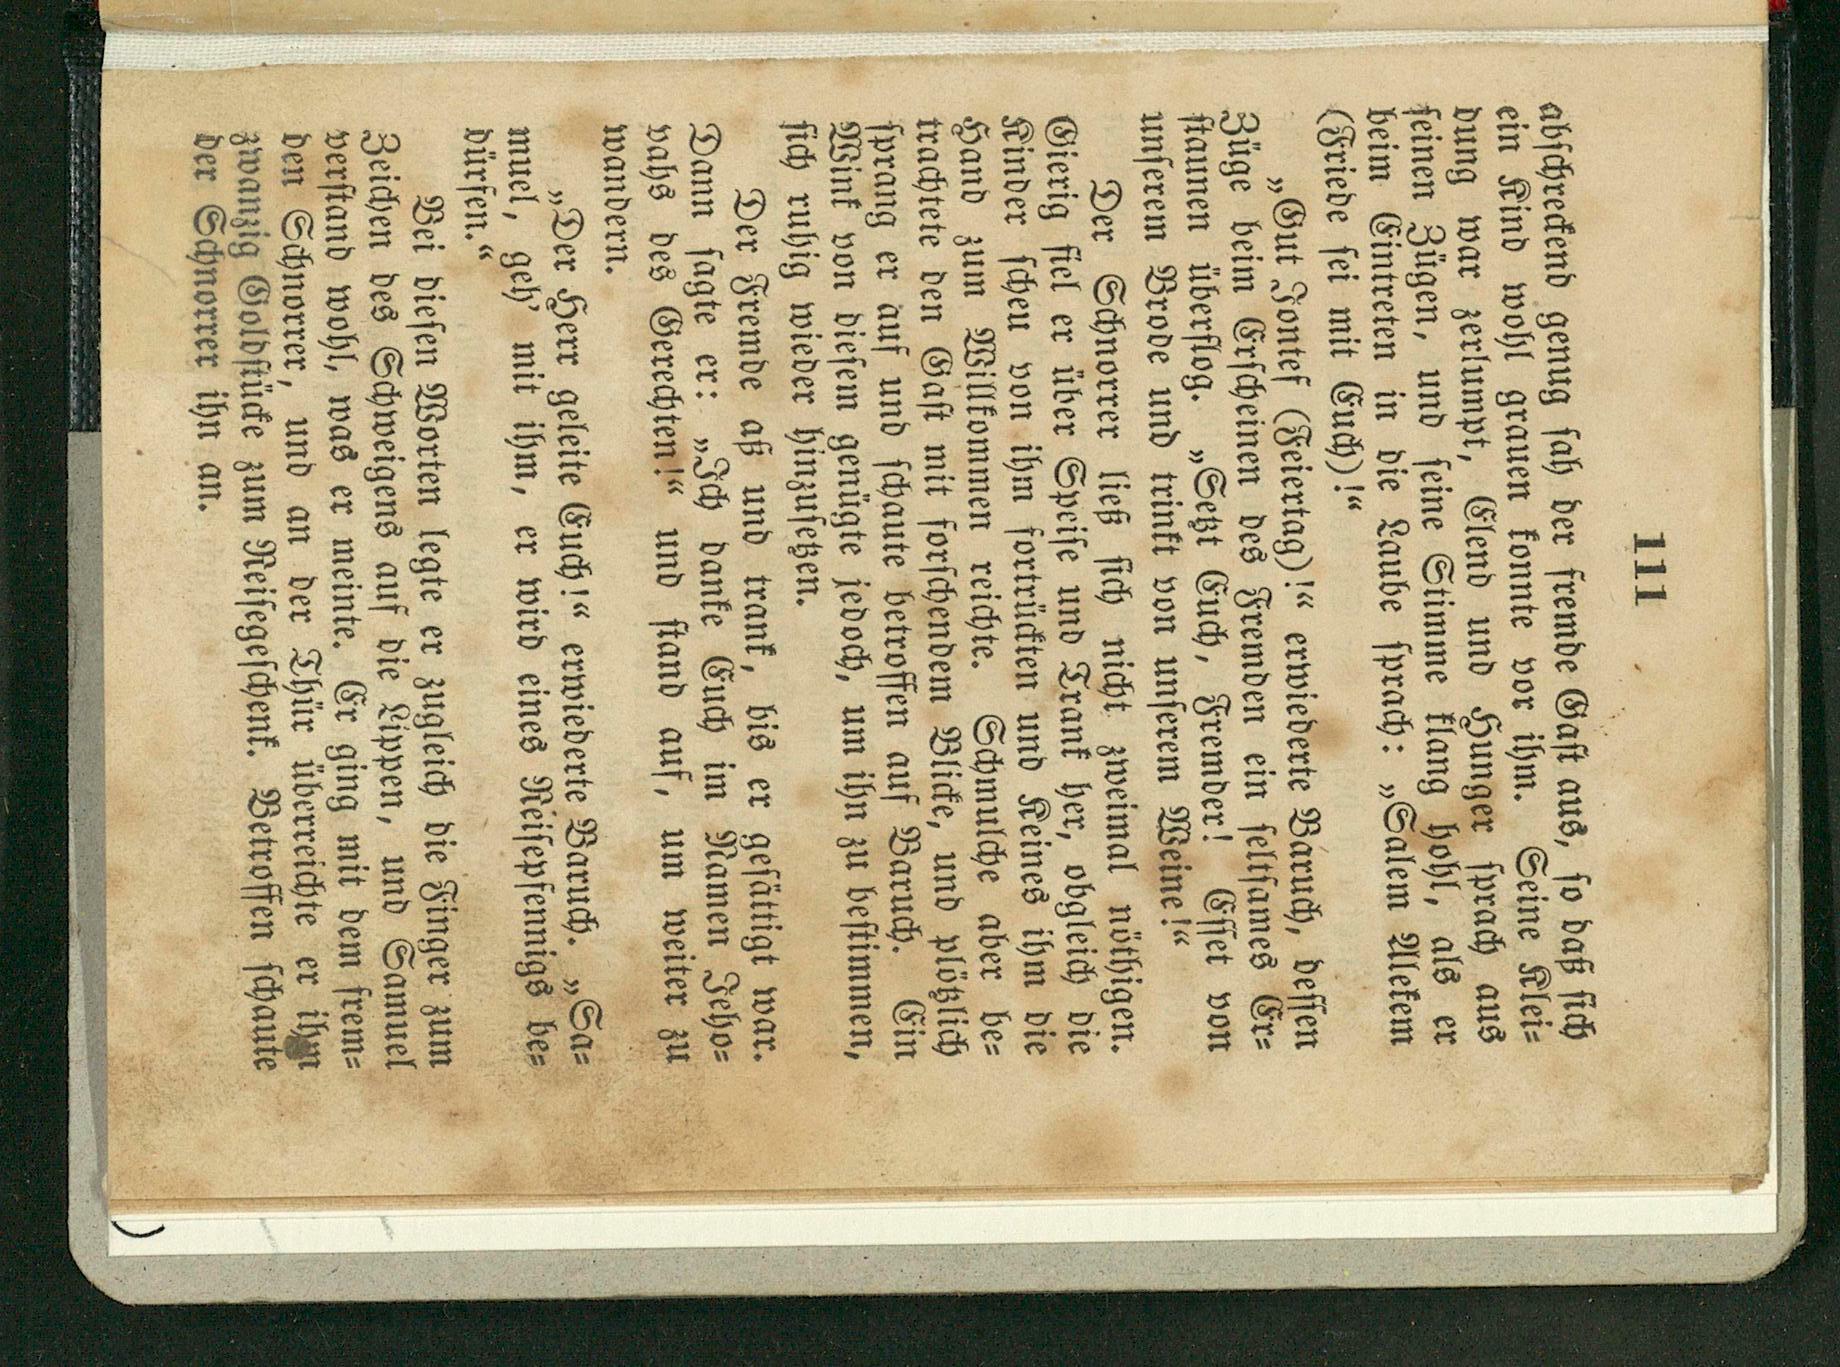 111
abschreckend genug sah der fremde Gast aus, so daß sich
ein Kind wohl grauen konnte vor ihm. Seine Klei=
dung war zerlumpt, Elend und Hunger sprach aus
seinen Zügen, und seine Stimme klang hohl, als er
beim Eintreten in die Laube sprach: „Salem Alekem
(Friede sei mit Euch)!“
„Gut Jontef (Feiertag)!“ erwiederte Baruch, dessen
Züge beim Erscheinen des Fremden ein seltsames Er=
staunen überflog. „Setzt Euch, Fremder! Esset von
unserem Brode und trinkt von unserem Weine!“
Der Schnorrer ließ sich nicht zweimal nöthigen.
Gierig fiel er über Speise und Trank her, obgleich die
Kinder scheu von ihm fortrückten und Keines ihm die
Hand zum Willkommen reichte. Schmulche aber be=
trachtete den Gast mit forschendem Blicke, und plötzlich
sprang er auf und schaute betroffen auf Baruch. Ein
Wink von diesem genügte jedoch, um ihn zu bestimmen,
sich ruhig wieder hinzusetzen.
Der Fremde aß und trank, bis er gesättigt war.
Dann sagte er: „Ich danke Euch im Namen Jeho=
vahs des Gerechten!“ und stand auf, um weiter zu
wandern.
„Der Herr geleite Euch!“ erwiederte Baruch. „Sa=
muel, geh’ mit ihm, er wird eines Reisepfennigs be=
dürfen.“
Bei diesen Worten legte er zugleich die Finger zum
Zeichen des Schweigens auf die Lippen, und Samuel
verstand wohl, was er meinte. Er ging mit dem frem=
den Schnorrer, und an der Thür überreichte er ihm
zwanzig Goldstücke zum Reisegeschenk. Betroffen schaute
der Schnorrer ihn an.